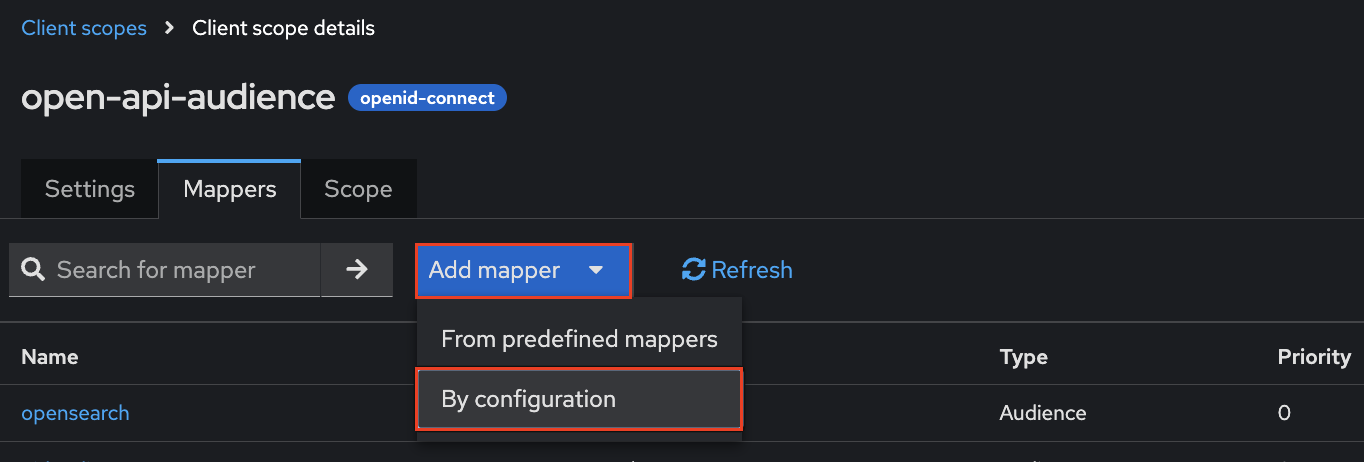 Client scopes > Client scope details
open-api-audience openid-connect
Settings Mappers Scope
Search for mapper Add mapper Refresh
From predefined mappers
Name Type Priority
By configuration
opensearch Audience 0